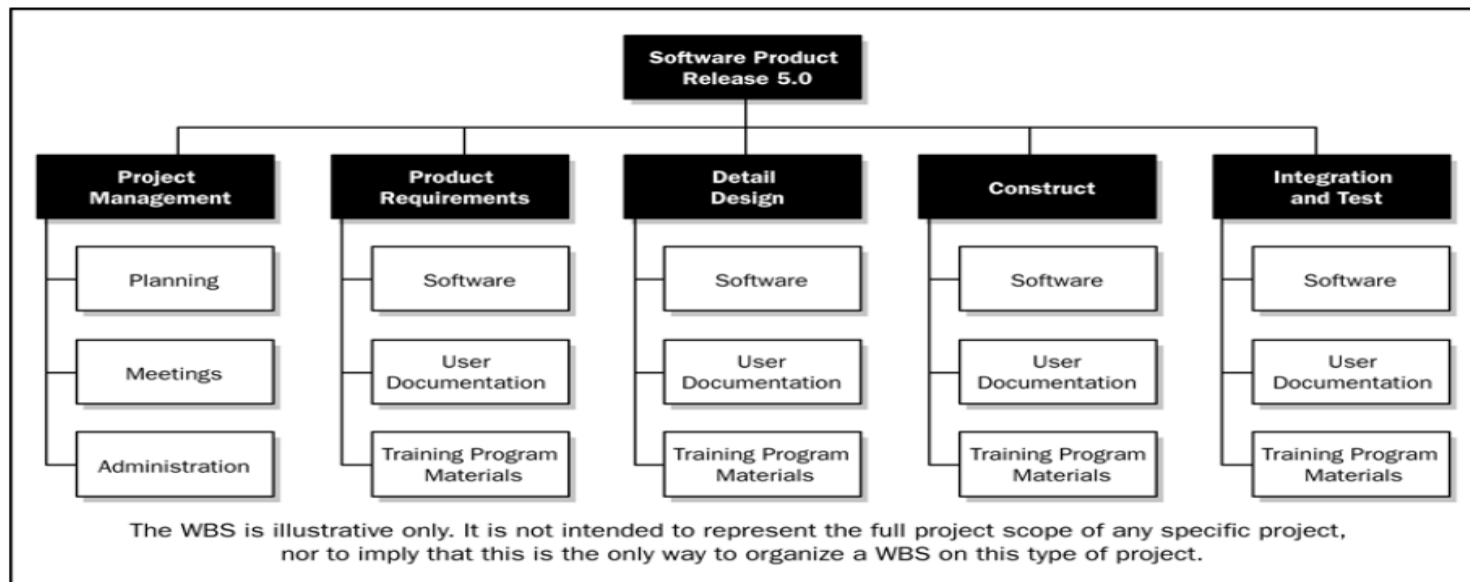 Software Product
Release 5.0
Project
Management
Product
Requirements
Detail
Design
Construct
Integration
and Test
Planning
Software
Software
Software
Software
Meetings
User
Documentation
User
Documentation
User
Documentation
User
Documentation
Administration
Training Program
Materials
Training Program
Materials
Training Program
Materials
Training Program
Materials
The WBS is illustrative only. It is not intended to represent the full project scope of any specific project,
nor to imply that this is the only way to organize a WBS on this type of project.